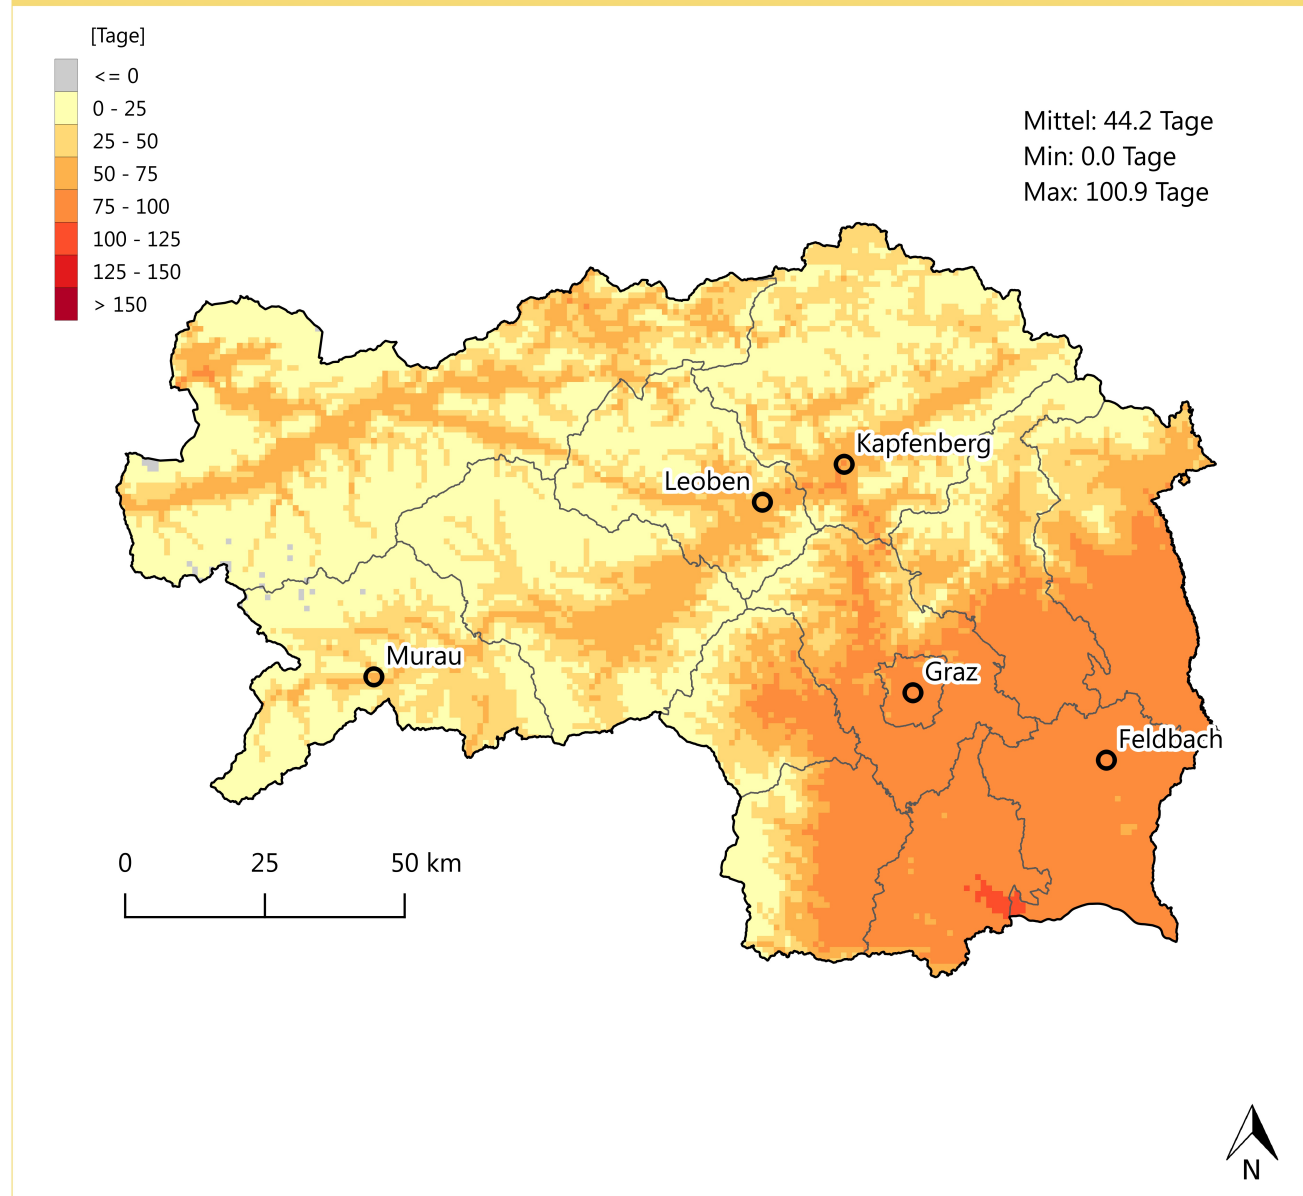 [Tage]
<= 0
0 - 25
25 - 50
50 - 75
75 - 100
100 - 125
125 - 150
> 150
Mittel: 44.2 Tage
Min: 0.0 Tage
Max: 100.9 Tage
Kapfenberg
Leoben
Murau
Graz
Feldbach
0 25 50 km
N